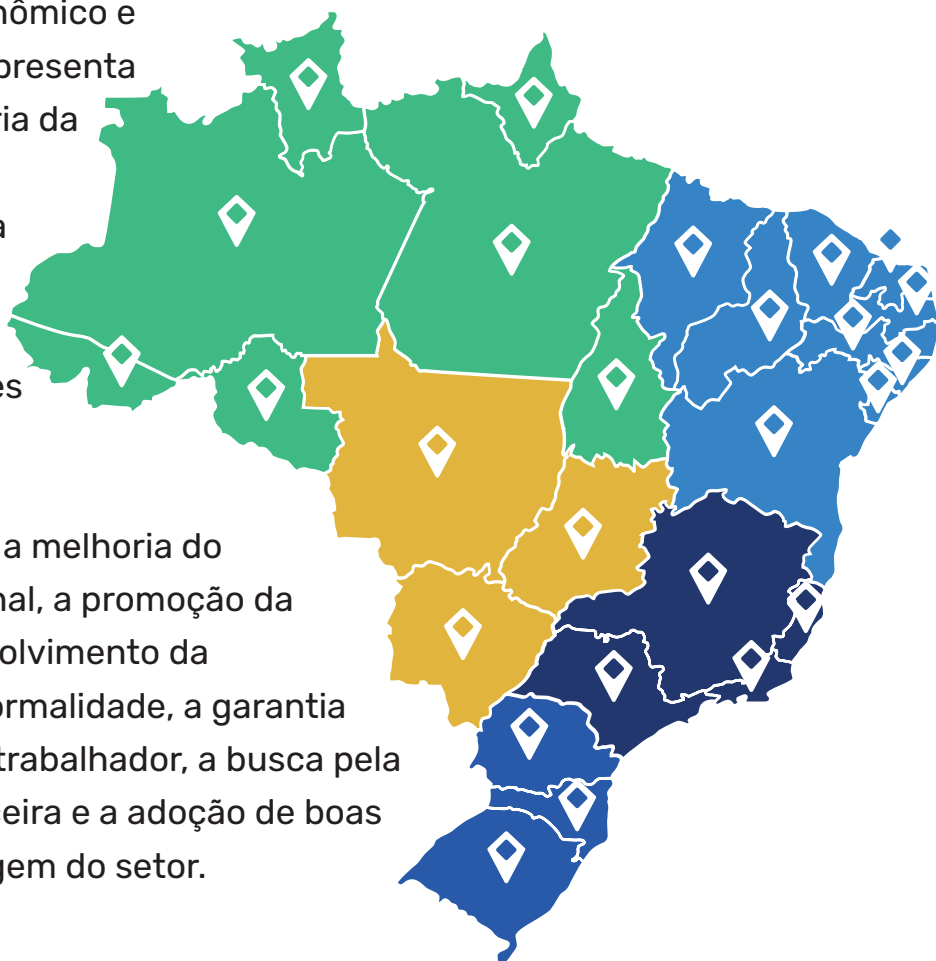 nômico e
presenta
ria da
a
es
a melhoria do
nal, a promoção da
olvimento da
ormalidade, a garantia
trabalhador, a busca pela
ceira e a adoção de boas
gem do setor.